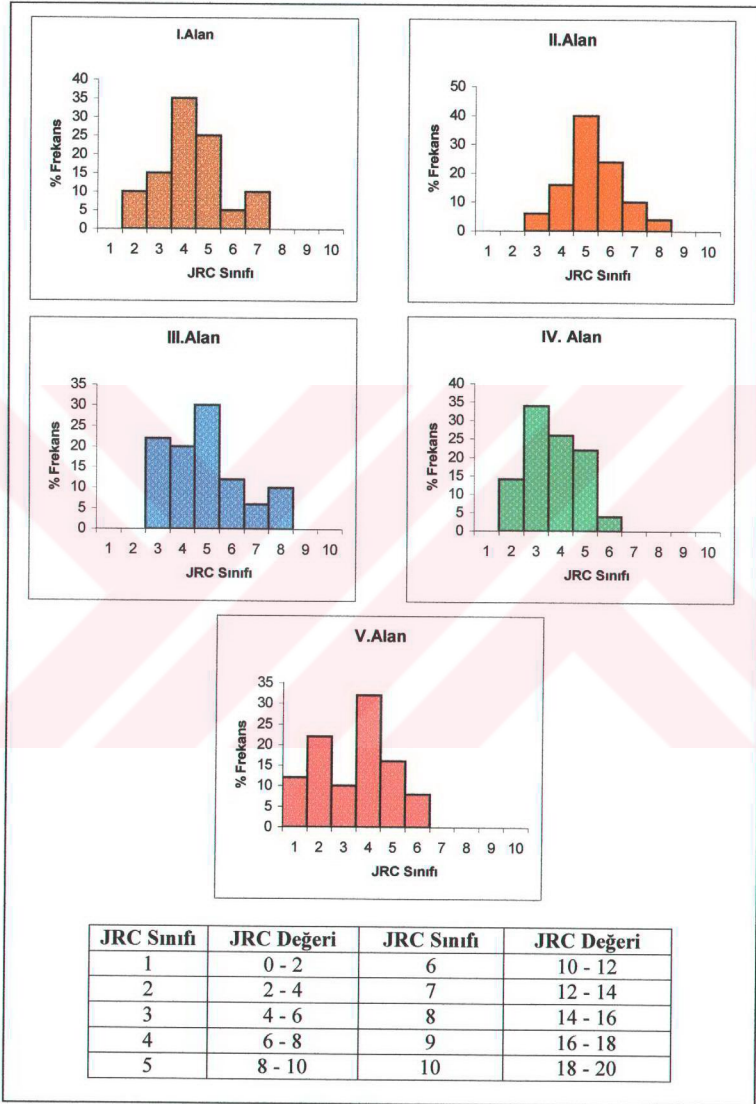 I.Alan
% Frekans
40
35
30
25
20
15
10
5
0
1 2 3 4 5 6 7 8 9 10
JRC Sınıfı
II.Alan
% Frekans
50
40
30
20
10
0
1 2 3 4 5 6 7 8 9 10
JRC Sınıfı
III.Alan
% Frekans
35
30
25
20
15
10
5
0
1 2 3 4 5 6 7 8 9 10
JRC Sınıfı
IV. Alan
% Frekans
40
35
30
25
20
15
10
5
0
1 2 3 4 5 6 7 8 9 10
JRC Sınıfı
V.Alan
% Frekans
35
30
25
20
15
10
5
0
1 2 3 4 5 6 7 8 9 10
JRC Sınıfı
JRC Sınıfı JRC Değeri JRC Sınıfı JRC Değeri
1 0 - 2 6 10 - 12
2 2 - 4 7 12 - 14
3 4 - 6 8 14 - 16
4 6 - 8 9 16 - 18
5 8 - 10 10 18 - 20